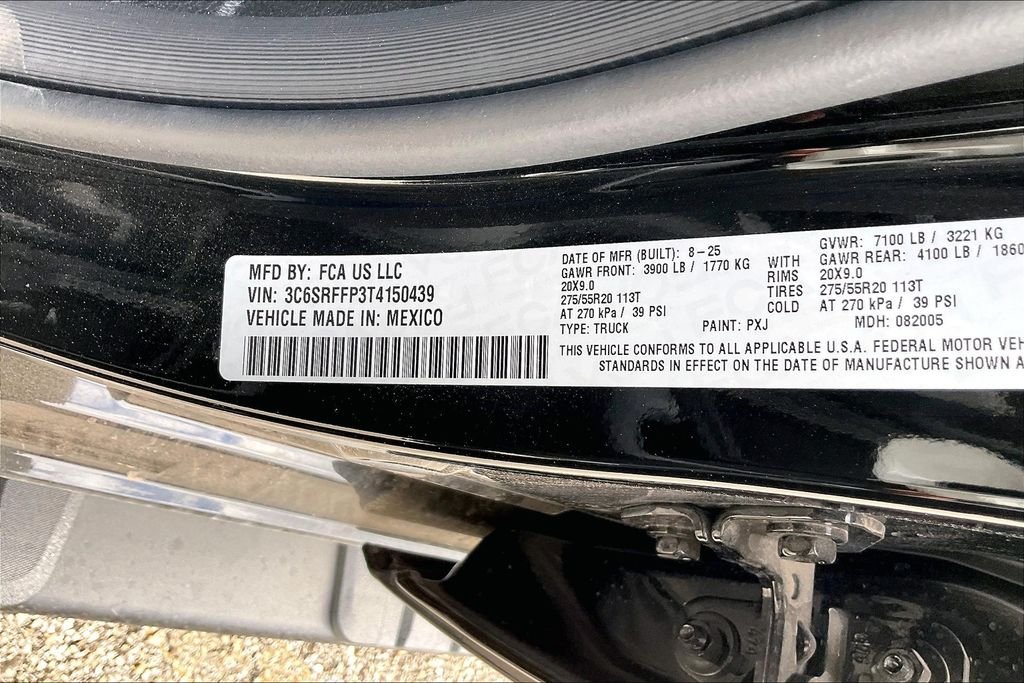 MFD BY: FCA US LLC
VIN: 3C6SRFFP3T4150439
VEHICLE MADE IN: MEXICO
DATE OF MFR (BUILT): 8-25
GAWR FRONT: 3900 LB / 1770 KG
20X9.0
275/55R20 113T
AT 270 kPa / 39 PSI
TYPE: TRUCK
PAINT: PXJ
WITH
RIMS
TIRES
COLD
GVWR: 7100 LB / 3221 KG
GAWR REAR: 4100 LB / 1860
20X9.0
275/55R20 113T
AT 270 kPa / 39 PSI
MDH: 082005
THIS VEHICLE CONFORMS TO ALL APPLICABLE U.S.A. FEDERAL MOTOR VEH
STANDARDS IN EFFECT ON THE DATE OF MANUFACTURE SHOWN A